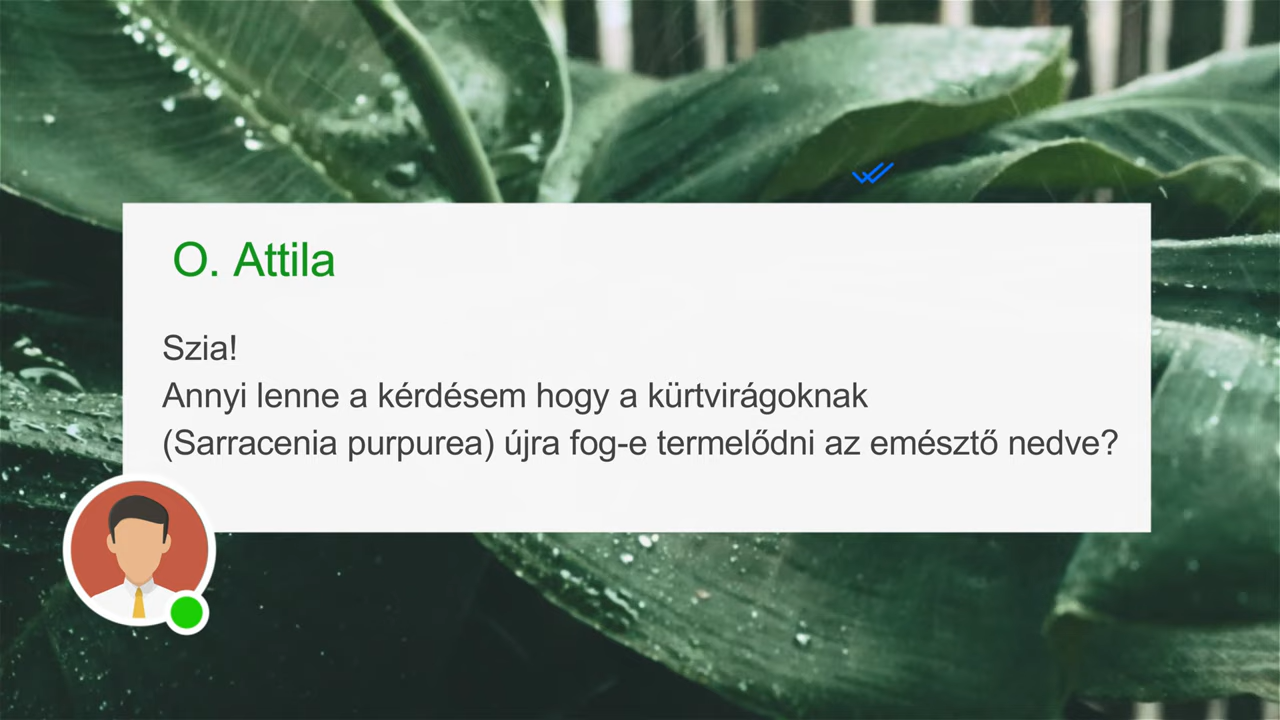 O. Attila
Szia!
Annyi lenne a kérdésem hogy a kürtvirágoknak
(Sarracenia purpurea) újra fog-e termelődni az emésztő nedve?